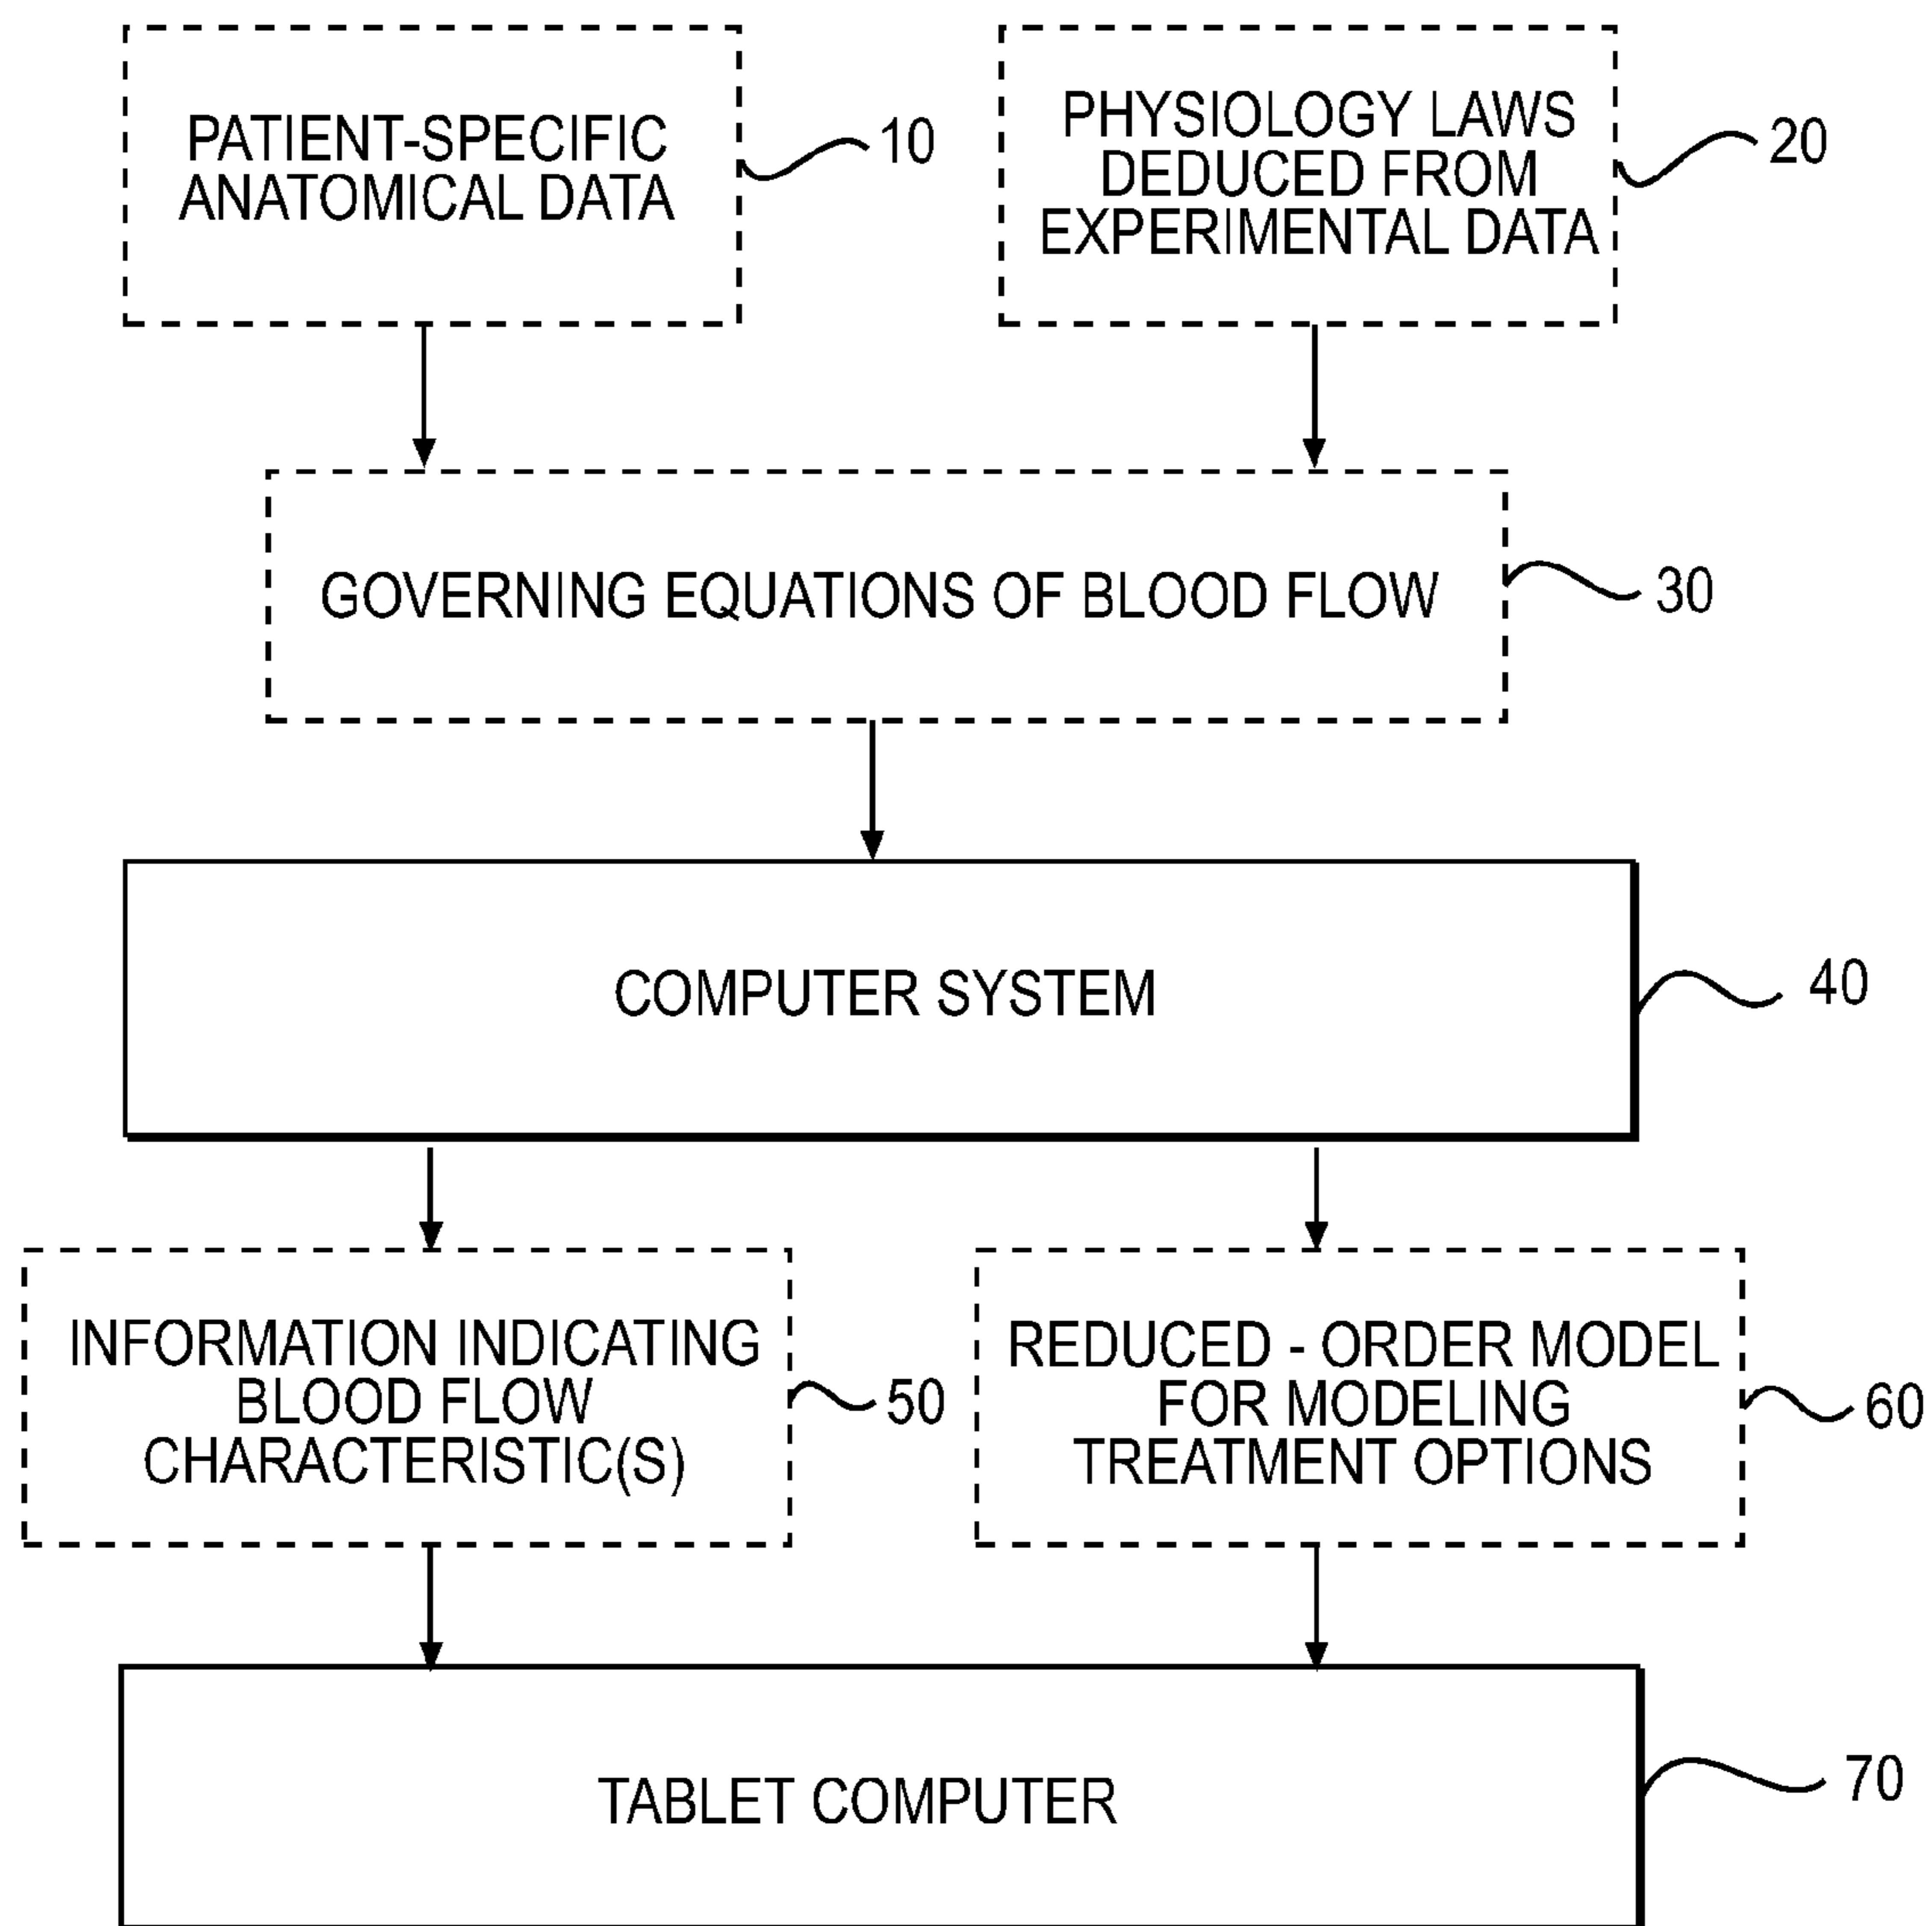 PATIENT-SPECIFIC
ANATOMICAL DATA
10
PHYSIOLOGY LAWS
DEDUCED FROM
EXPERIMENTAL DATA
20
GOVERNING EQUATIONS OF BLOOD FLOW
30
COMPUTER SYSTEM
40
INFORMATION INDICATING
BLOOD FLOW
CHARACTERISTIC(S)
50
REDUCED - ORDER MODEL
FOR MODELING
TREATMENT OPTIONS
60
TABLET COMPUTER
70